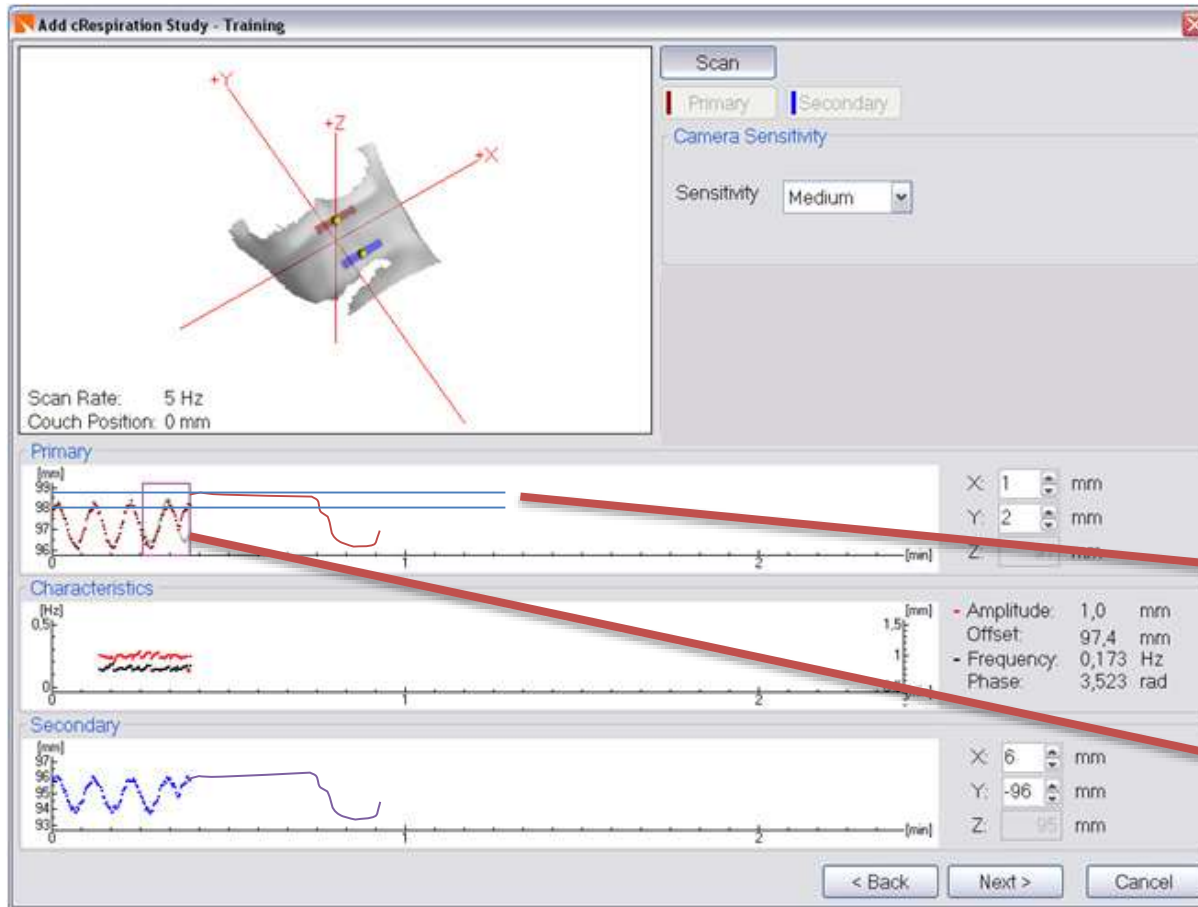 Add cRespiration Study - Training
Scan
Primary Secondary
Camera Sensitivity
Sensitivity Medium
+Y
+Z
+X
Scan Rate: 5 Hz
Couch Position: 0 mm
Primary
[mm]
99
98
97
96
0 1 2 [min]
X: 1 mm
Y: 2 mm
Z: mm
Characteristics
[Hz] [mm]
0.5 1.5
1
0
0 1 2
- Amplitude: 1,0 mm
Offset: 97,4 mm
- Frequency: 0,173 Hz
Phase: 3,523 rad
Secondary
[mm]
97
96
95
94
93
0 1 2 [min]
X: 6 mm
Y: -96 mm
Z: 95 mm
< Back Next > Cancel